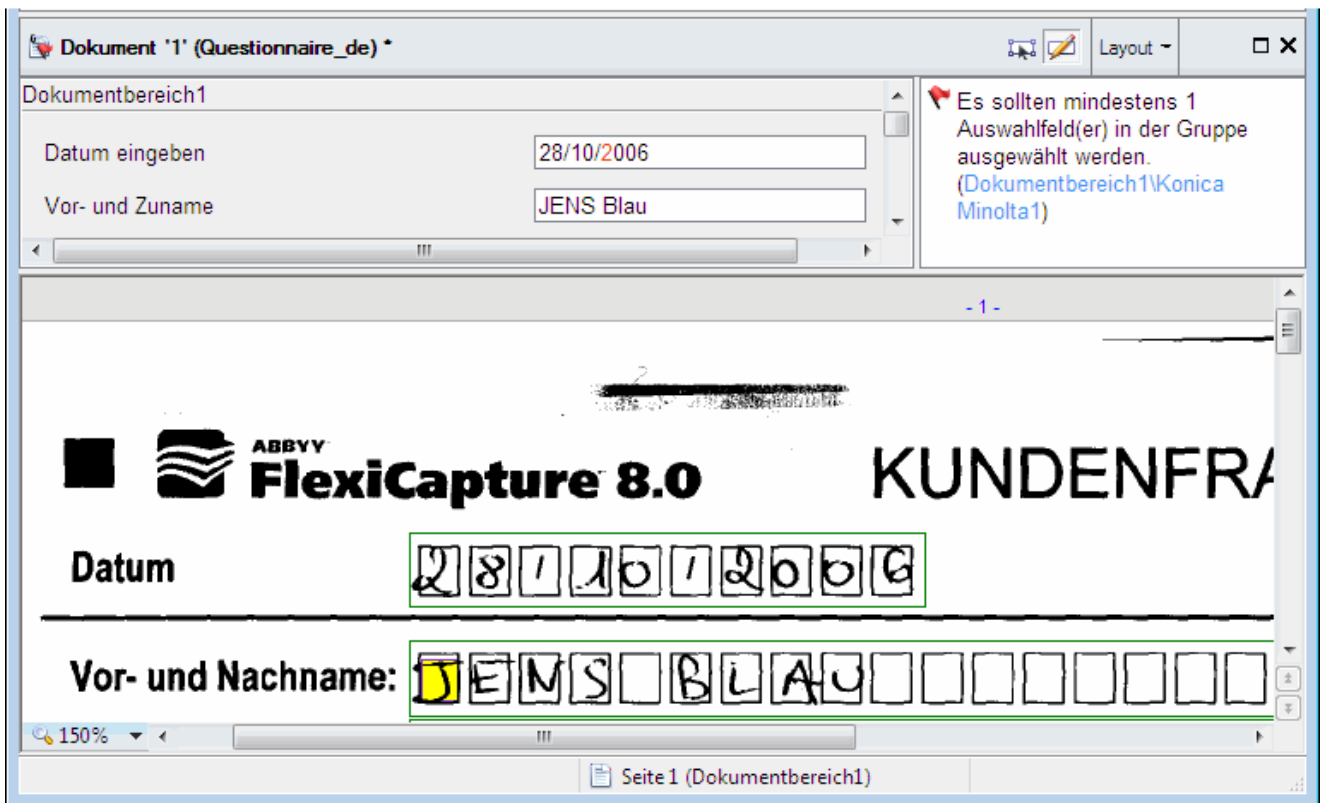 Dokument '1' (Questionnaire_de) *
Layout
Dokumentbereich1
Datum eingeben
28/10/2006
Vor- und Zuname
JENS Blau
Es sollten mindestens 1
Auswahlfeld(er) in der Gruppe
ausgewählt werden.
(Dokumentbereich1\Konica
Minolta1)
- 1 -
ABBYY
FlexiCapture 8.0
KUNDENFRA
Datum
28/10/2006
Vor- und Nachname:
JENS BLAU
150%
Seite 1 (Dokumentbereich1)